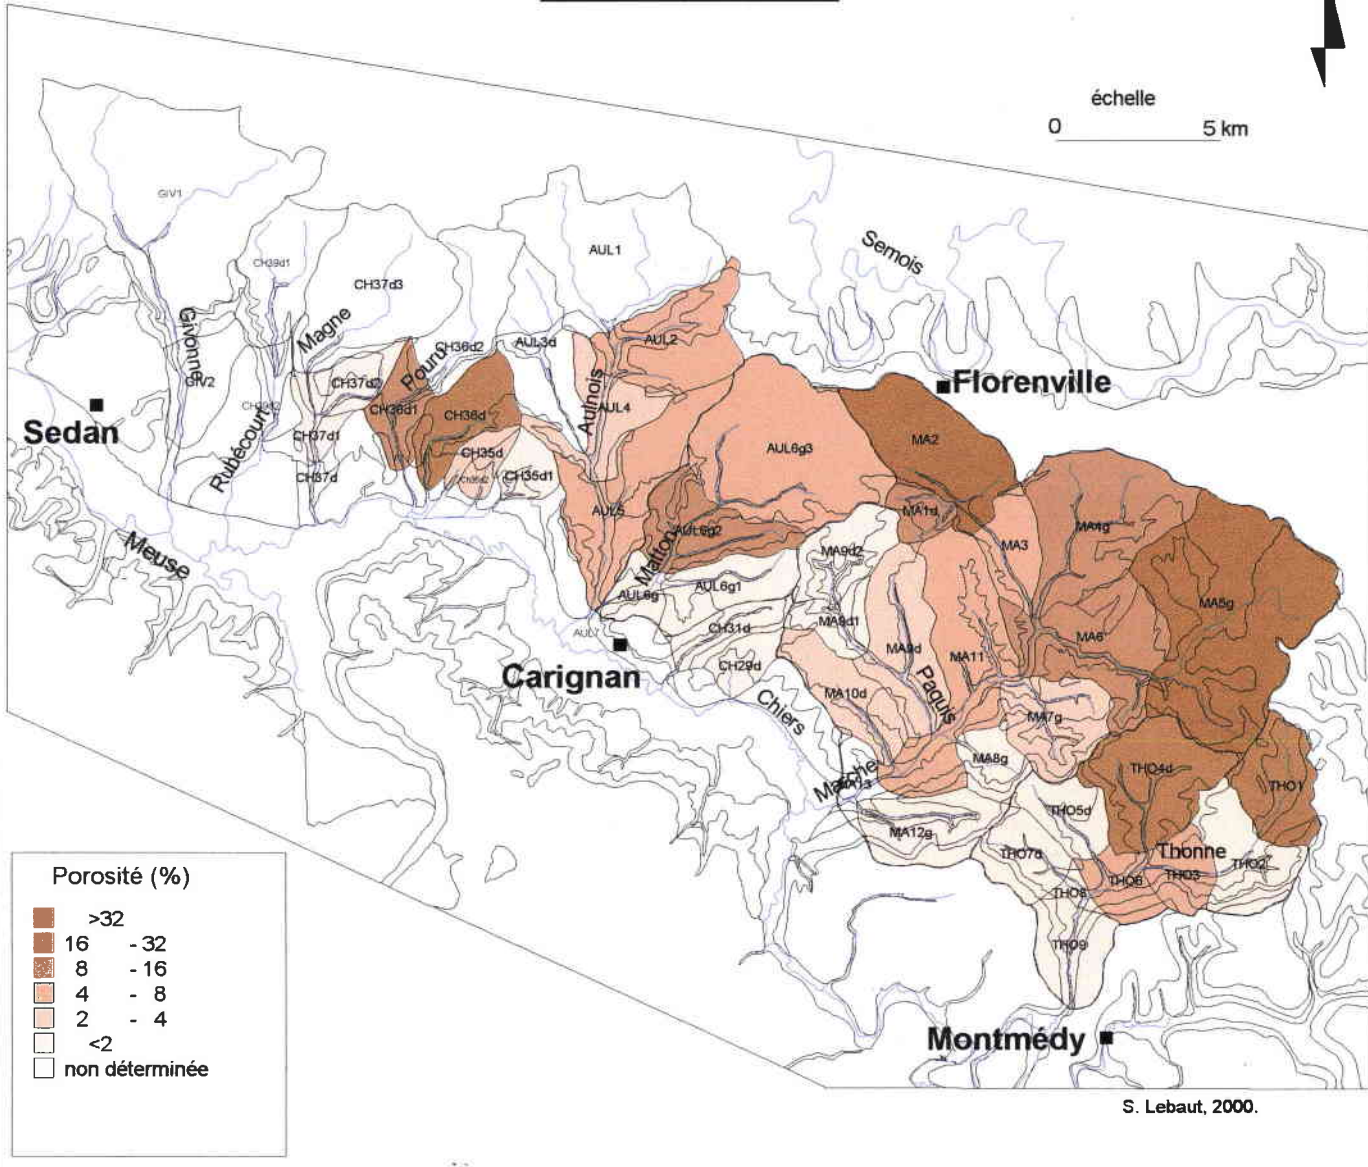 échelle
0 5 km
GIV1
CH39d1
AUL1
Semois
CH37d3
Givonne
Magne
CH36d2
AUL3d
AUL2
Pouru
GIV2
CH37d2
Aulnois
Florenville
Sedan
CH36d1
CH36d
AUL4
MA2
Rubécourt
CH37d1
CH35d
AUL6g3
CH37d
CH35d1
AUL5
MA1d
MA4g
AUL6g2
MA3
Meuse
Matton
MA9d2
AUL6g1
AUL6g
MA5g
AUL7
CH31d
MA9d1
MA6
MA9d
MA11
CH29d
Carignan
MA10d
Paquis
Chiers
MA7g
MA8g
Marche
THO4d
THO1
THO5d
MA12g
THO7d
Thonne
THO2
THO6
THO3
THO8
THO9
Montmédy
Porosité (%)
>32
16 - 32
8 - 16
4 - 8
2 - 4
<2
non déterminée
S. Lebaut, 2000.